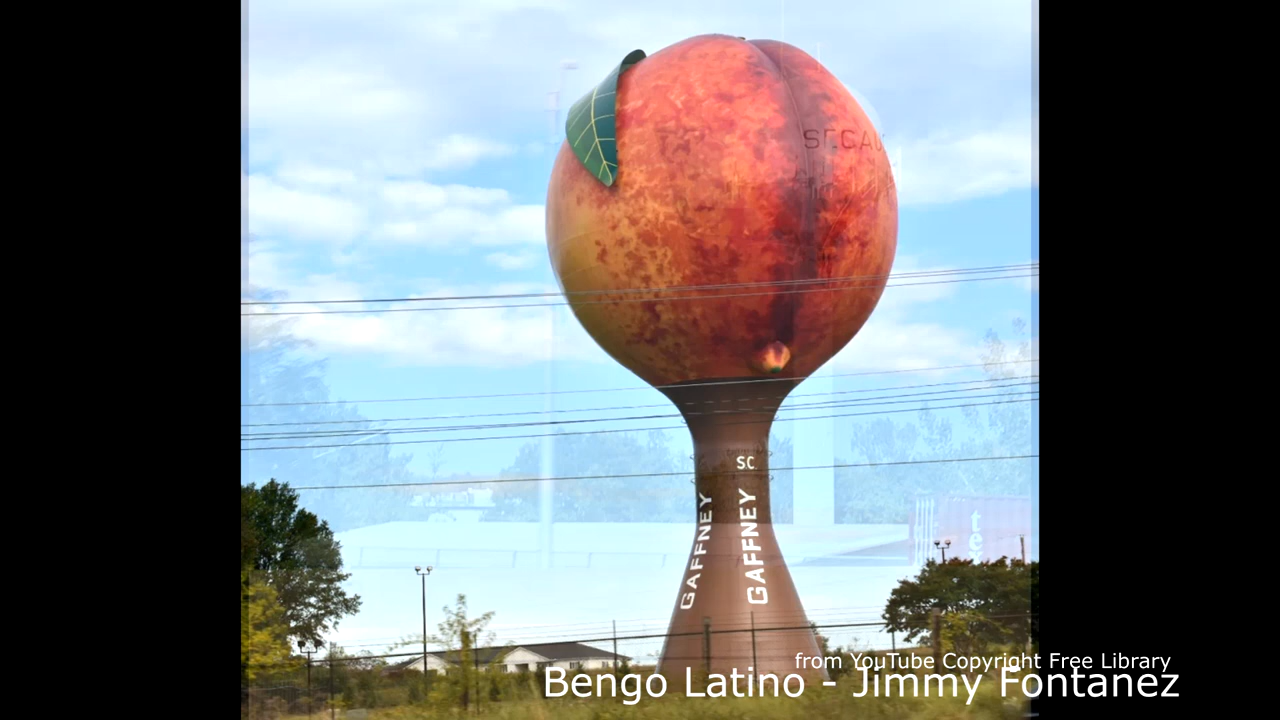 SC
GAFFNEY
GAFFNEY
from YouTube Copyright Free Library
Bengo Latino - Jimmy Fontanez